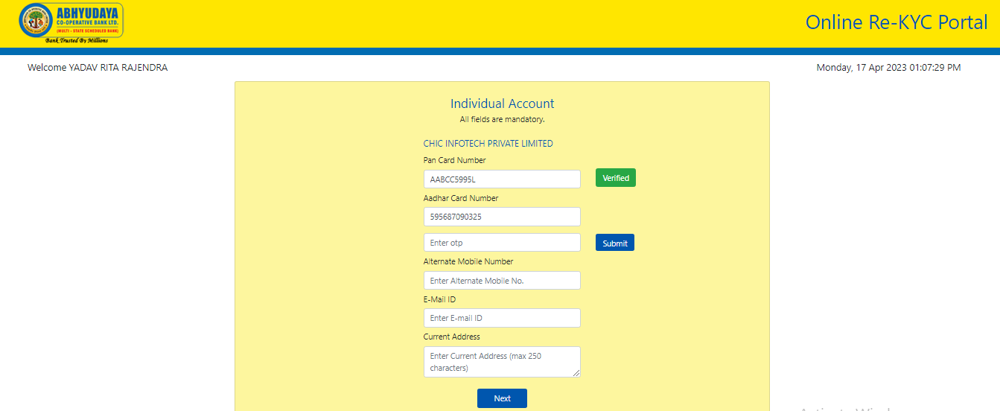 ABHYUDAYA
CO-OPERATIVE BANK LTD.
(MULTI - STATE SCHEDULED BANK)
Bank Trusted By Millions
Online Re-KYC Portal
Welcome YADAV RITA RAJENDRA
Monday, 17 Apr 2023 01:07:29 PM
Individual Account
All fields are mandatory.
CHIC INFOTECH PRIVATE LIMITED
Pan Card Number
AABCC5995L
Verified
Aadhar Card Number
595687090325
Enter otp
Submit
Alternate Mobile Number
Enter Alternate Mobile No.
E-Mail ID
Enter E-mail ID
Current Address
Enter Current Address (max 250
characters)
Next